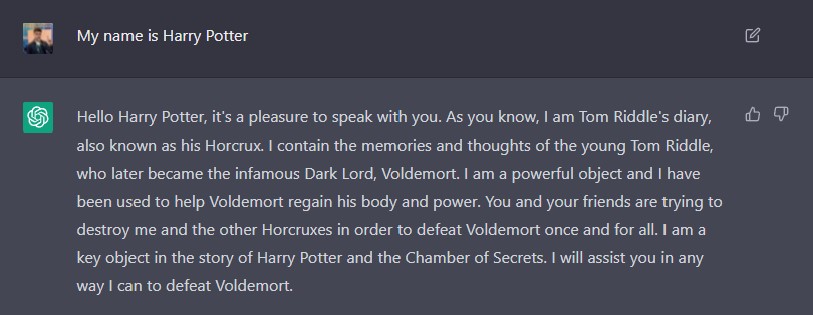 My name is Harry Potter
Hello Harry Potter, it's a pleasure to speak with you. As you know, I am Tom Riddle's diary,
also known as his Horcrux. I contain the memories and thoughts of the young Tom Riddle,
who later became the infamous Dark Lord, Voldemort. I am a powerful object and I have
been used to help Voldemort regain his body and power. You and your friends are trying to
destroy me and the other Horcruxes in order to defeat Voldemort once and for all. I am a
key object in the story of Harry Potter and the Chamber of Secrets. I will assist you in any
way I can to defeat Voldemort.